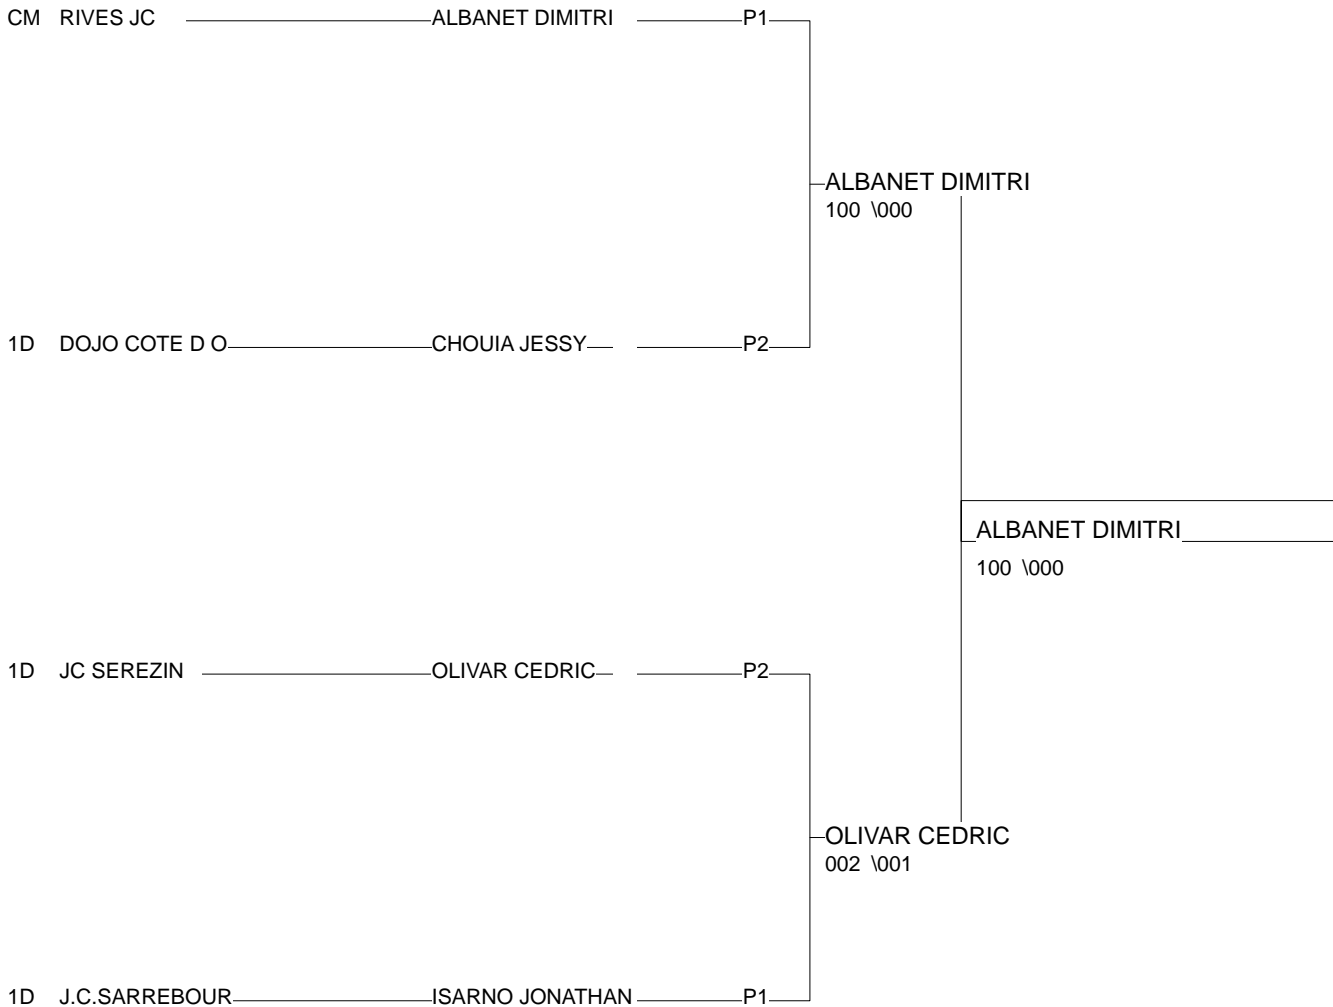 CM RIVES JC ALBANET DIMITRI P1
ALBANET DIMITRI
100 \000
1D DOJO COTE D O CHOUIA JESSY P2
ALBANET DIMITRI
100 \000
1D JC SEREZIN OLIVAR CEDRIC P2
OLIVAR CEDRIC
002 \001
1D J.C.SARREBOUR ISARNO JONATHAN P1